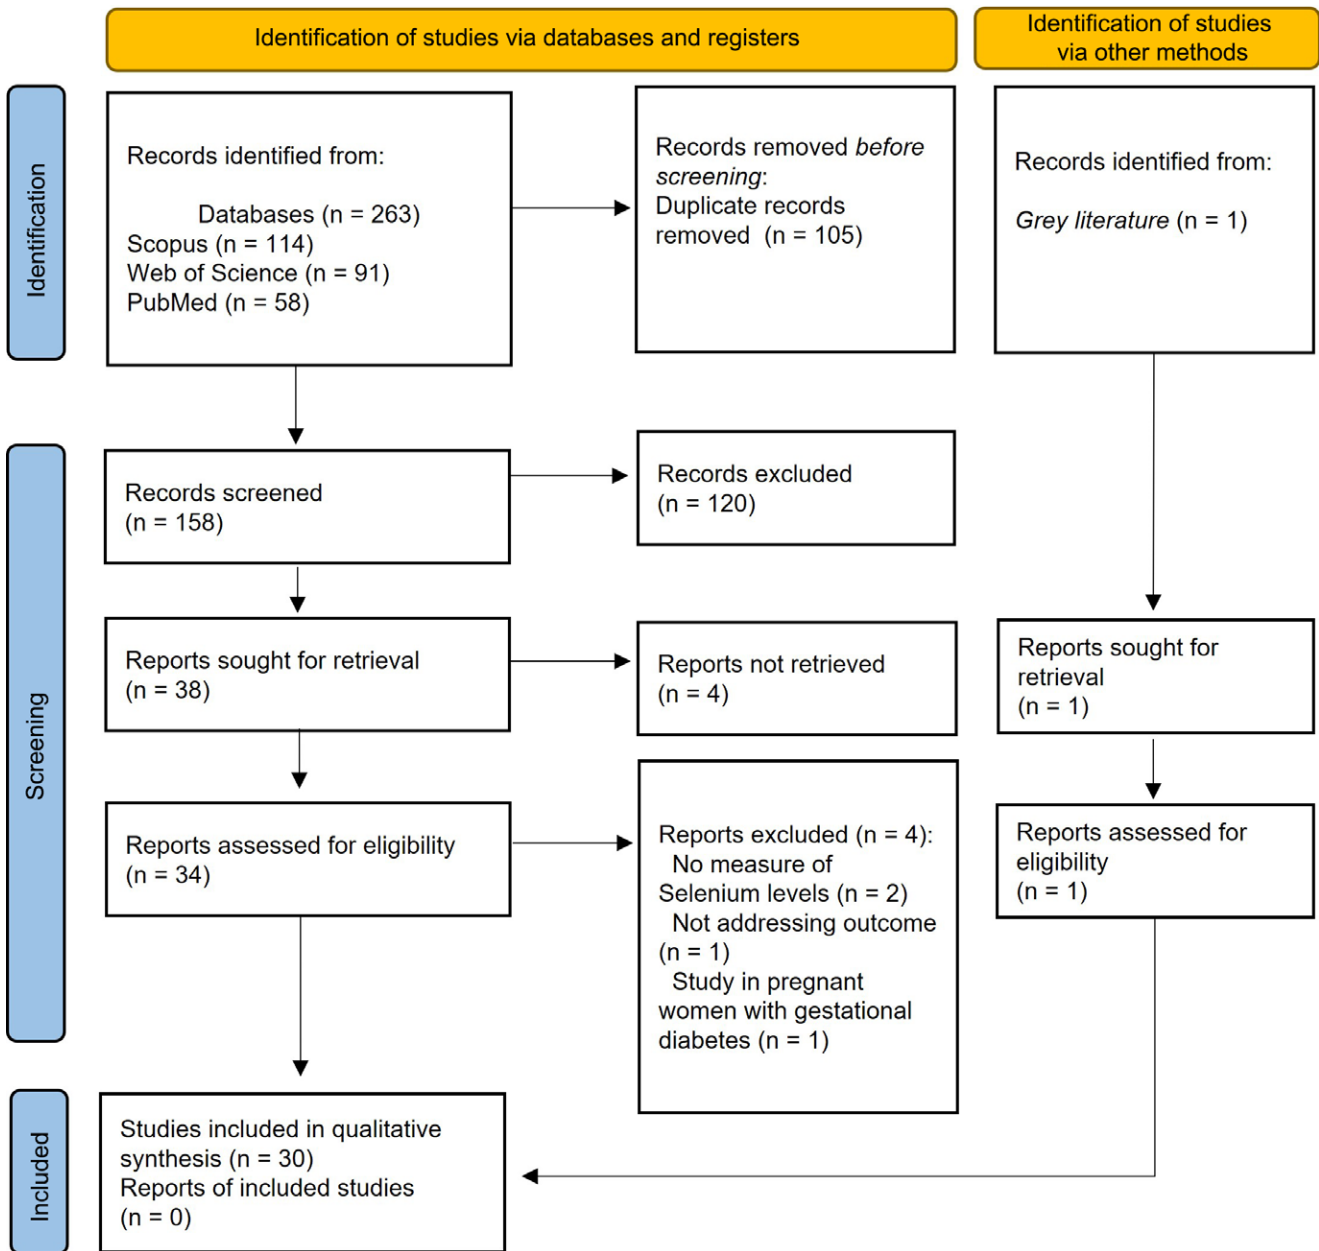 Identification of studies via databases and registers
Identification of studies
via other methods
Identification
Records identified from:
Databases (n = 263)
Scopus (n = 114)
Web of Science (n = 91)
PubMed (n = 58)
Records removed before
screening:
Duplicate records
removed  (n = 105)
Records identified from:
Grey literature (n = 1)
Screening
Records screened
(n = 158)
Records excluded
(n = 120)
Reports sought for retrieval
(n = 38)
Reports not retrieved
(n = 4)
Reports sought for
retrieval
(n = 1)
Reports assessed for eligibility
(n = 34)
Reports excluded (n = 4):
No measure of
Selenium levels (n = 2)
Not addressing outcome
(n = 1)
Study in pregnant
women with gestational
diabetes (n = 1)
Reports assessed for
eligibility
(n = 1)
Included
Studies included in qualitative
synthesis (n = 30)
Reports of included studies
(n = 0)